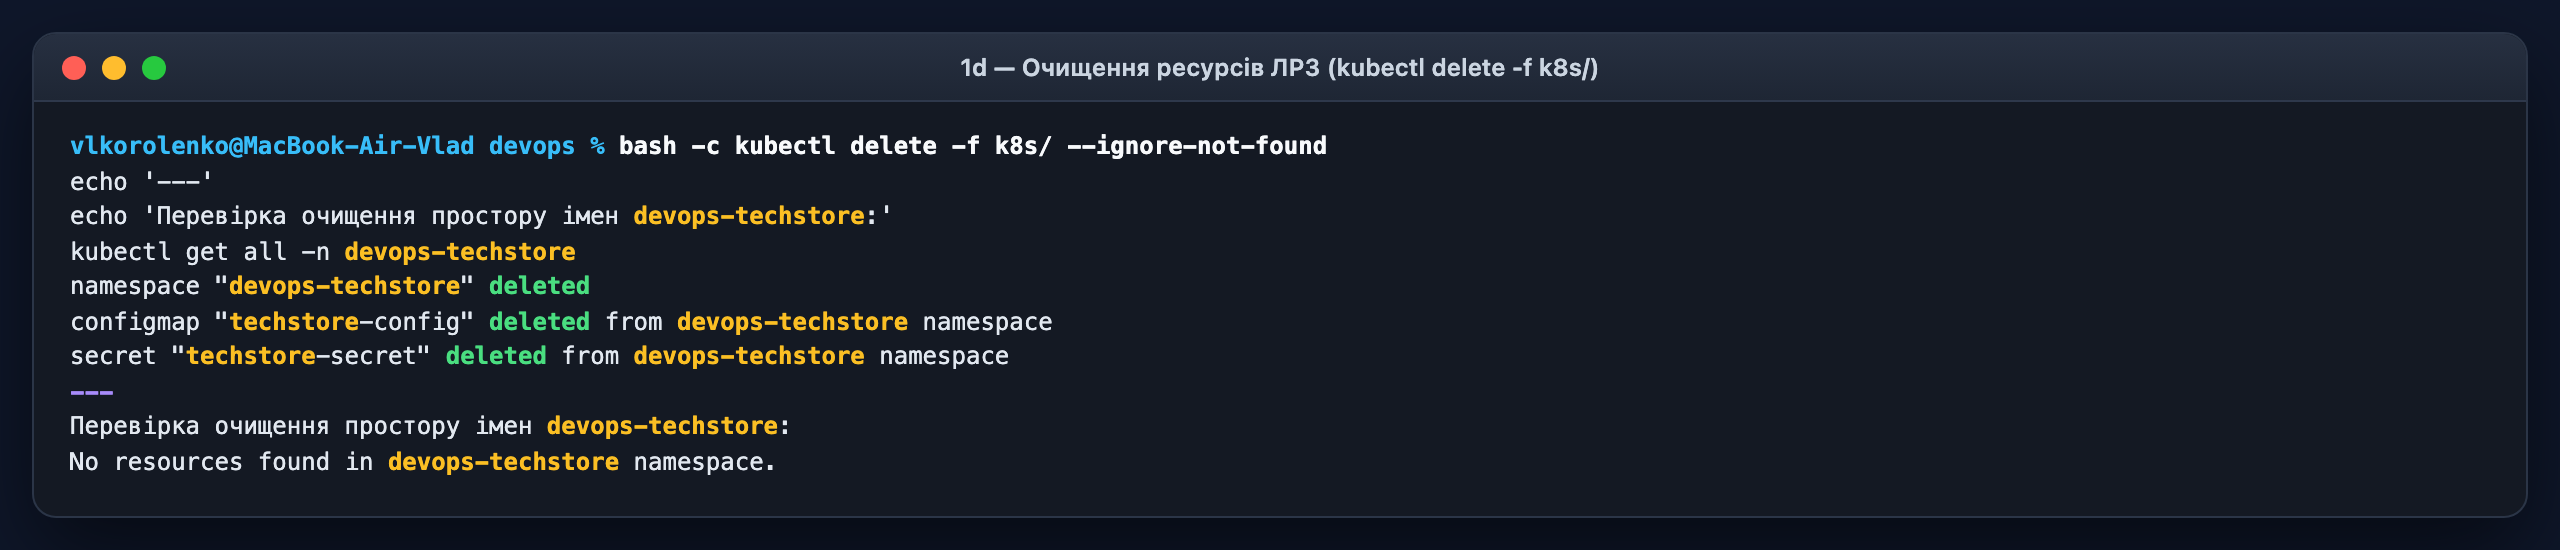 1d — Очищення ресурсів ЛР3 (kubectl delete -f k8s/)
vlkorolenko@MacBook-Air-Vlad devops % bash -c kubectl delete -f k8s/ --ignore-not-found
echo '---'
echo 'Перевірка очищення простору імен devops-techstore:'
kubectl get all -n devops-techstore
namespace "devops-techstore" deleted
configmap "techstore-config" deleted from devops-techstore namespace
secret "techstore-secret" deleted from devops-techstore namespace
---
Перевірка очищення простору імен devops-techstore:
No resources found in devops-techstore namespace.